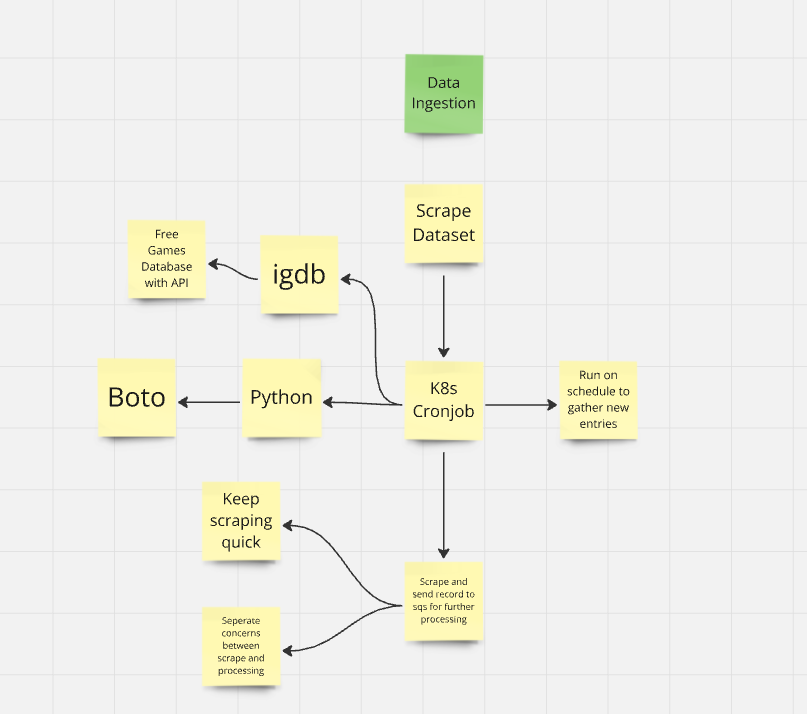 Data
Ingestion
Scrape
Dataset
Free
Games
Database
with API
igdb
Boto
Python
K8s
Cronjob
Run on
schedule to
gather new
entries
Keep
scraping
quick
Scrape and
send record to
sqs for further
processing
Seperate
concerns
between
scrape and
processing